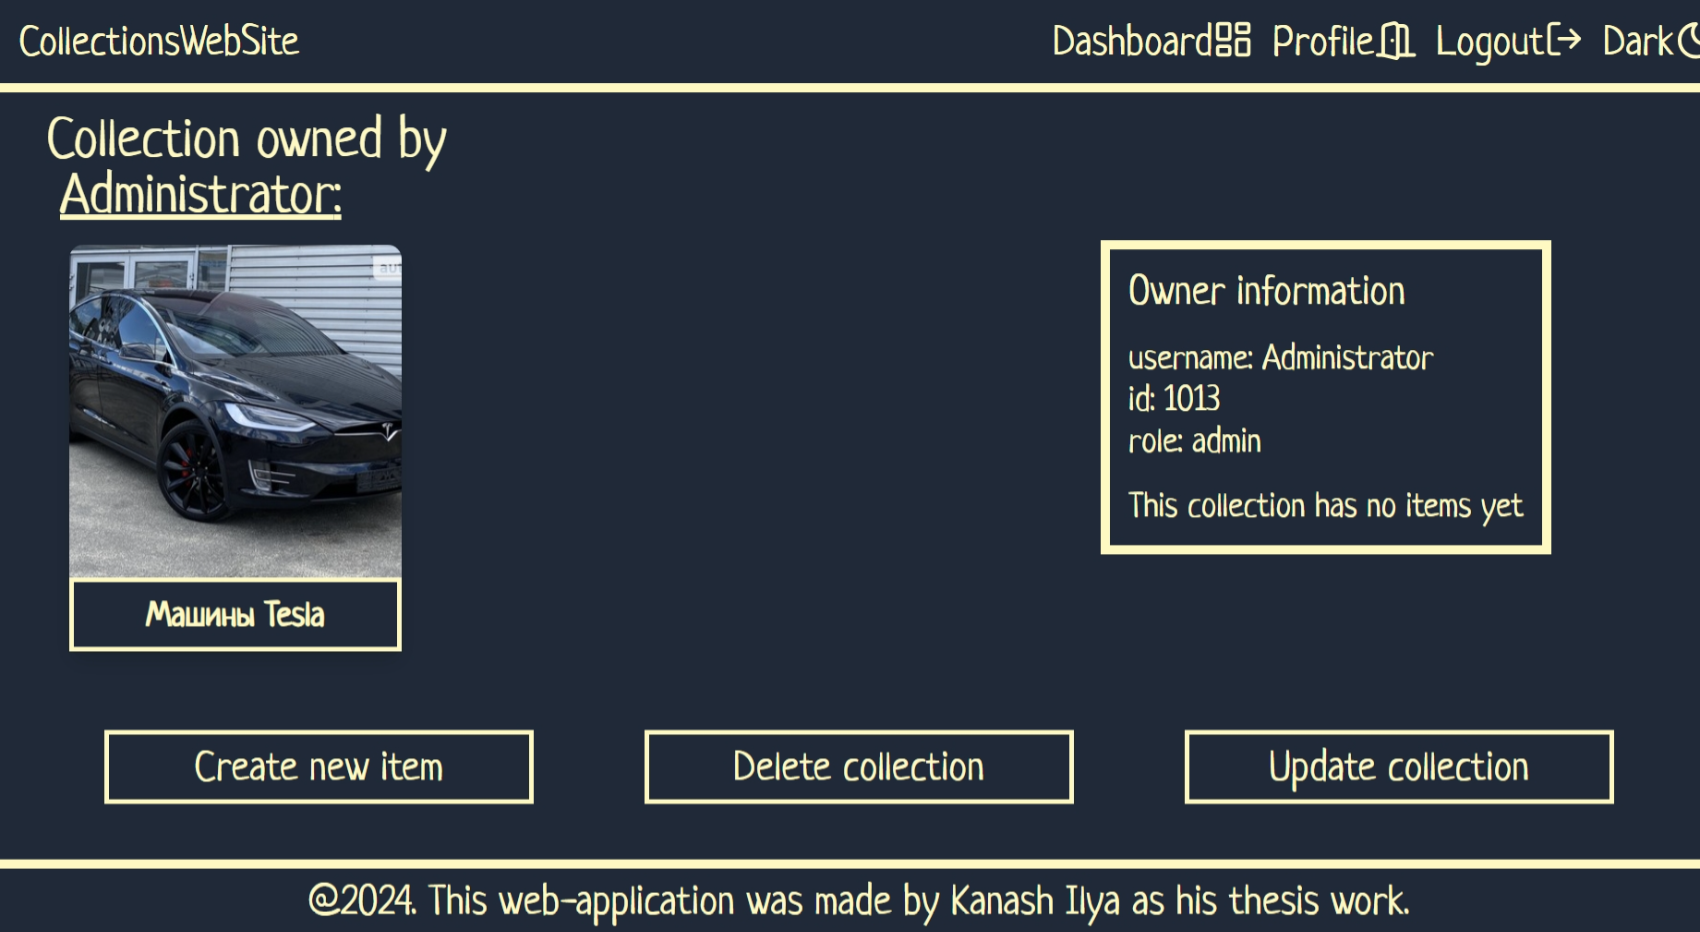 CollectionsWebSite
Dashboard Profile Logout Dark
Collection owned by
Administrator:
aut
Машины Tesla
Owner information
username: Administrator
id: 1013
role: admin
This collection has no items yet
Create new item
Delete collection
Update collection
@2024. This web-application was made by Kanash Ilya as his thesis work.